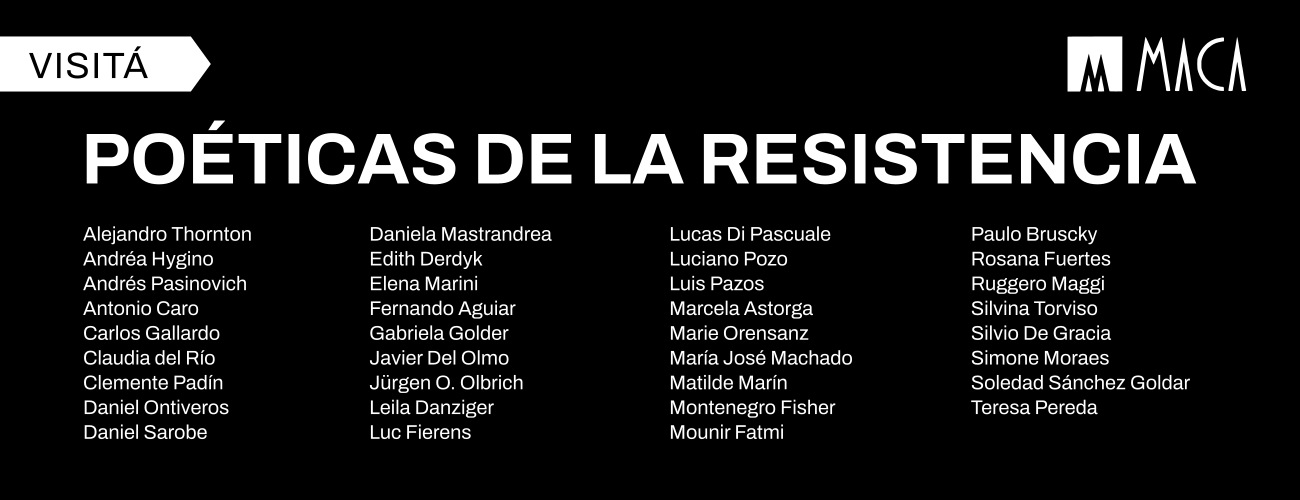 VISITÁ
MACA
POÉTICAS DE LA RESISTENCIA
Alejandro Thornton
Andréa Hygino
Andrés Pasinovich
Antonio Caro
Carlos Gallardo
Claudia del Río
Clemente Padín
Daniel Ontiveros
Daniel Sarobe
Daniela Mastrandrea
Edith Derdyk
Elena Marini
Fernando Aguiar
Gabriela Golder
Javier Del Olmo
Jürgen O. Olbrich
Leila Danziger
Luc Fierens
Lucas Di Pascuale
Luciano Pozo
Luis Pazos
Marcela Astorga
Marie Orensanz
María José Machado
Matilde Marín
Montenegro Fisher
Mounir Fatmi
Paulo Bruscky
Rosana Fuertes
Ruggero Maggi
Silvina Torviso
Silvio De Gracia
Simone Moraes
Soledad Sánchez Goldar
Teresa Pereda